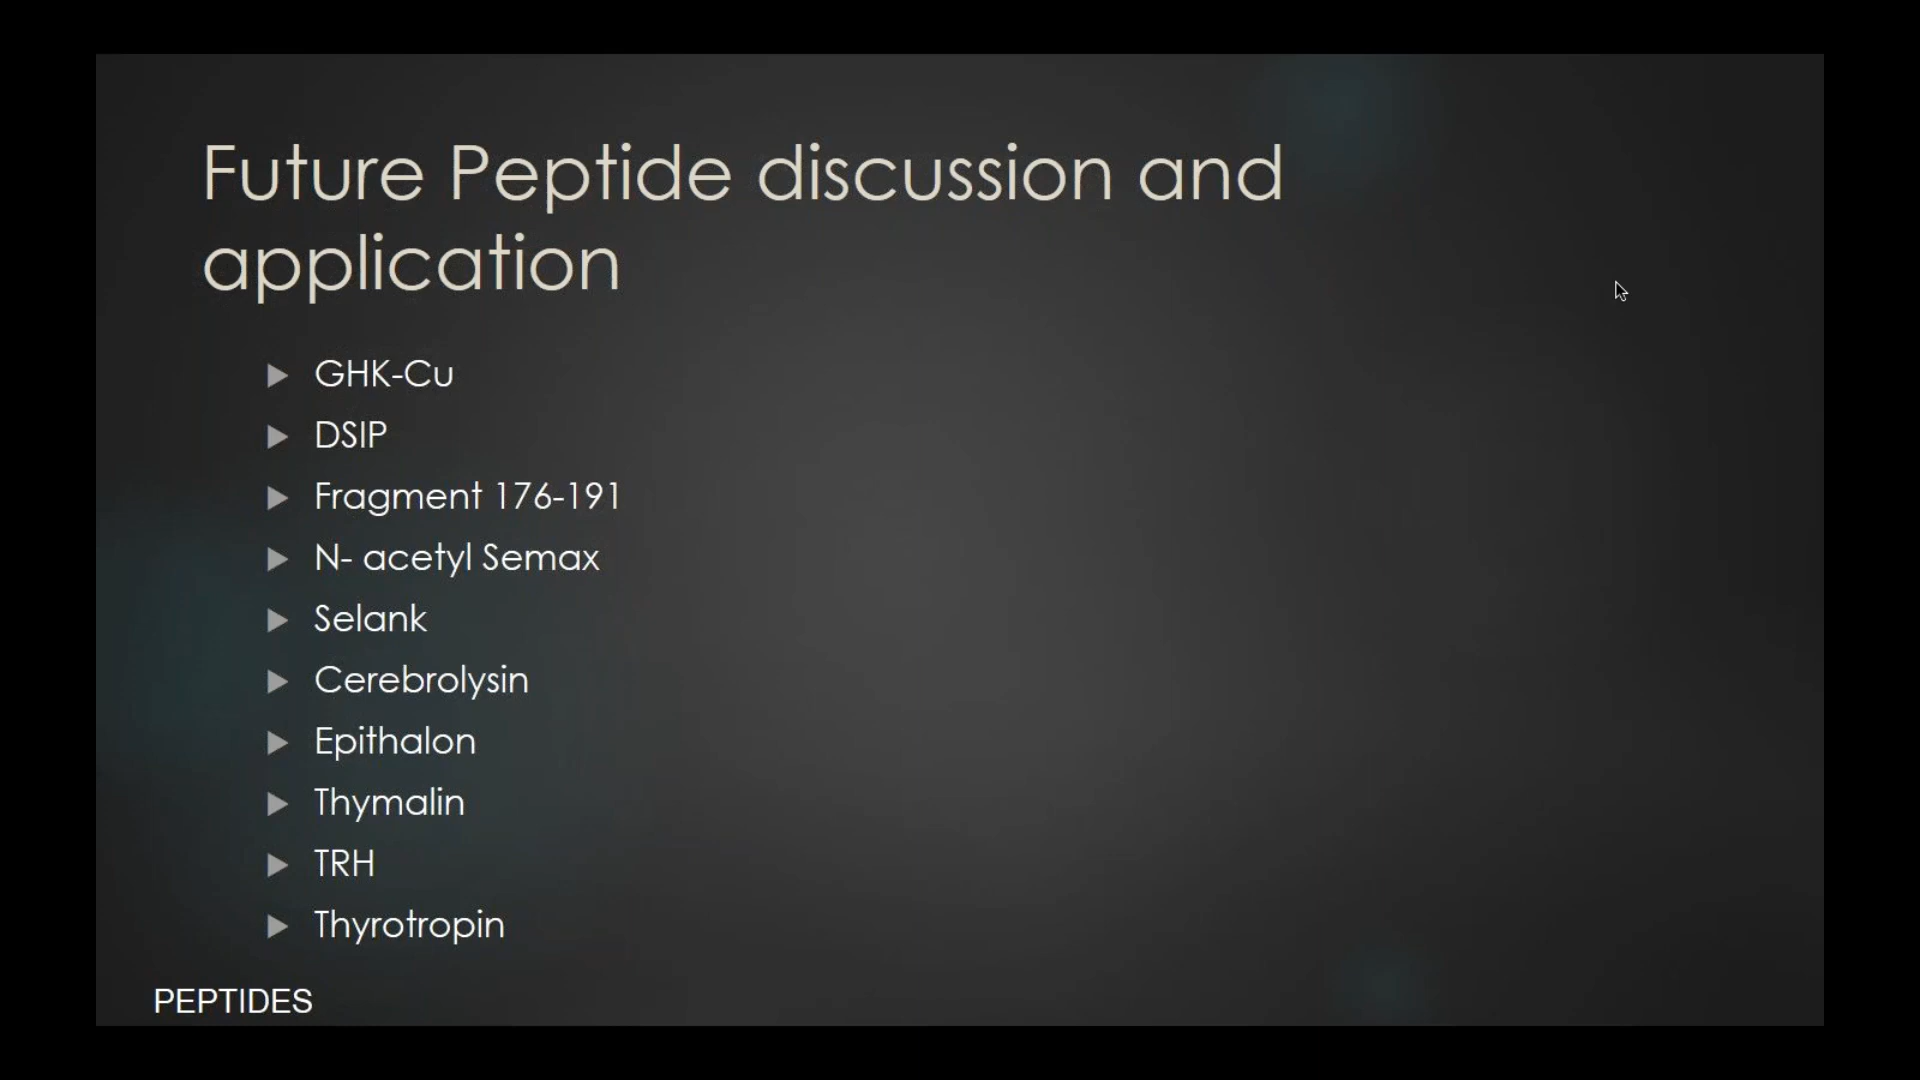 Future Peptide discussion and
application
GHK-Cu
DSIP
Fragment 176-191
N- acetyl Semax
Selank
Cerebrolysin
Epithalon
Thymalin
TRH
Thyrotropin
PEPTIDES